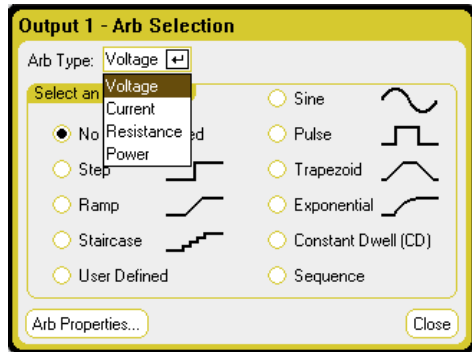 Output 1 - Arb Selection
Arb Type: Voltage
Voltage
Current
Resistance
Power
Select an
No
Step
Ramp
Staircase
User Defined
Sine
Pulse
Trapezoid
Exponential
Constant Dwell (CD)
Sequence
Arb Properties...
Close